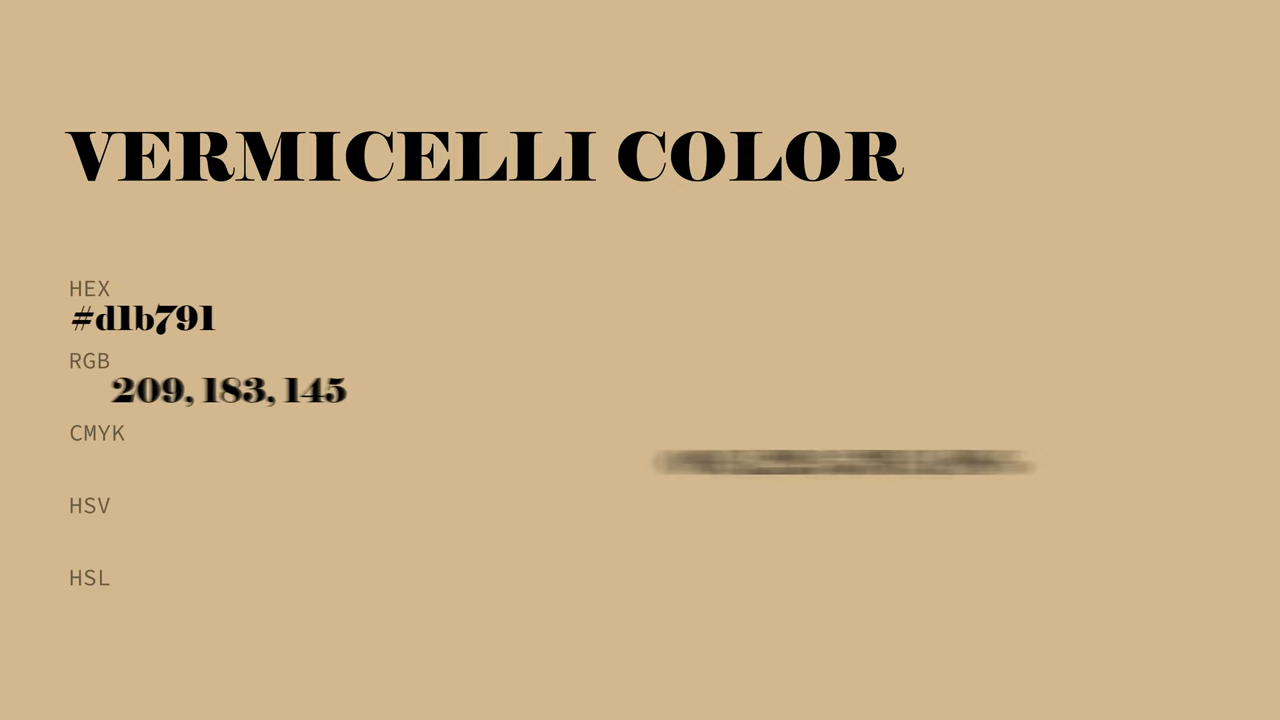 VERMICELLI COLOR
HEX
#d1b791
RGB
209, 183, 145
CMYK
HSV
HSL